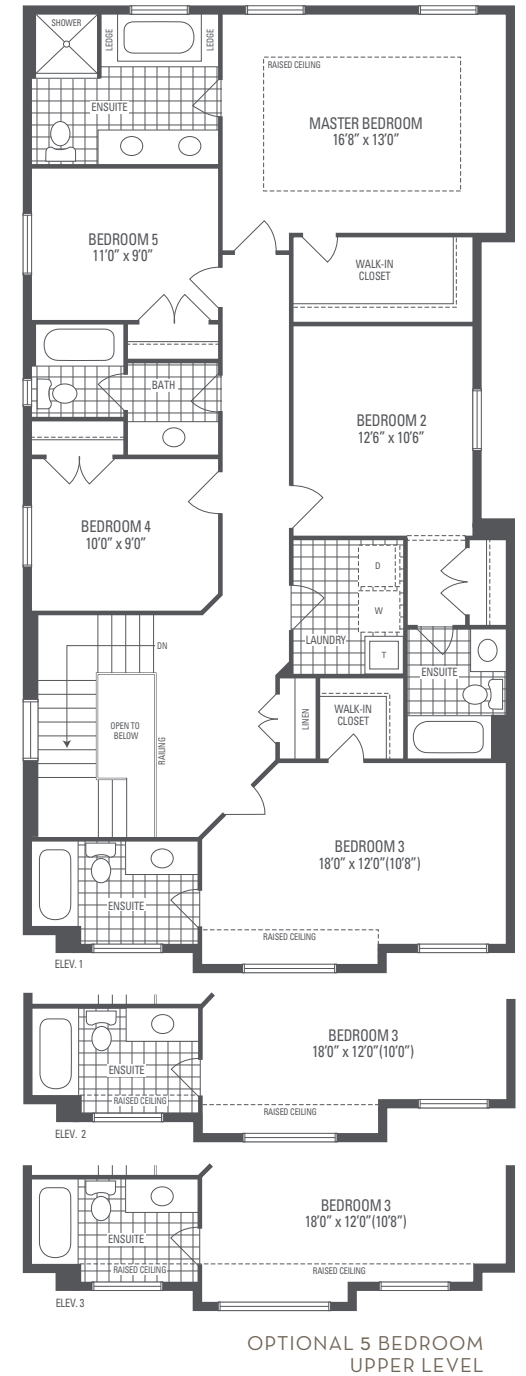 SHOWER
LEDGE
LEDGE
ENSUITE
RAISED CEILING
MASTER BEDROOM
16'8" x 13'0"
BEDROOM 5
11'0" x 9'0"
WALK-IN
CLOSET
BATH
BEDROOM 2
12'6" x 10'6"
BEDROOM 4
10'0" x 9'0"
D
W
LAUNDRY
T
DN
ENSUITE
OPEN TO
BELOW
RAILING
LINEN
WALK-IN
CLOSET
BEDROOM 3
18'0" x 12'0"(10'8")
ENSUITE
RAISED CEILING
ELEV. 1
BEDROOM 3
18'0" x 12'0"(10'0")
ENSUITE
RAISED CEILING
RAISED CEILING
ELEV. 2
BEDROOM 3
18'0" x 12'0"(10'8")
ENSUITE
RAISED CEILING
RAISED CEILING
ELEV. 3
OPTIONAL 5 BEDROOM
UPPER LEVEL